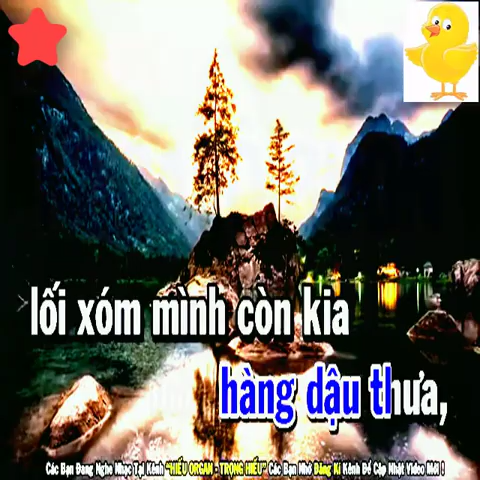 lối xóm mình còn kia
hàng dậu thưa,
Các Bạn Đang Nghe Nhạc Tại Kênh "HIẾU ORGAN - TRỌNG HIẾU" Các Bạn Nhớ Đăng Kí Kênh Để Cập Nhật Video Mới !